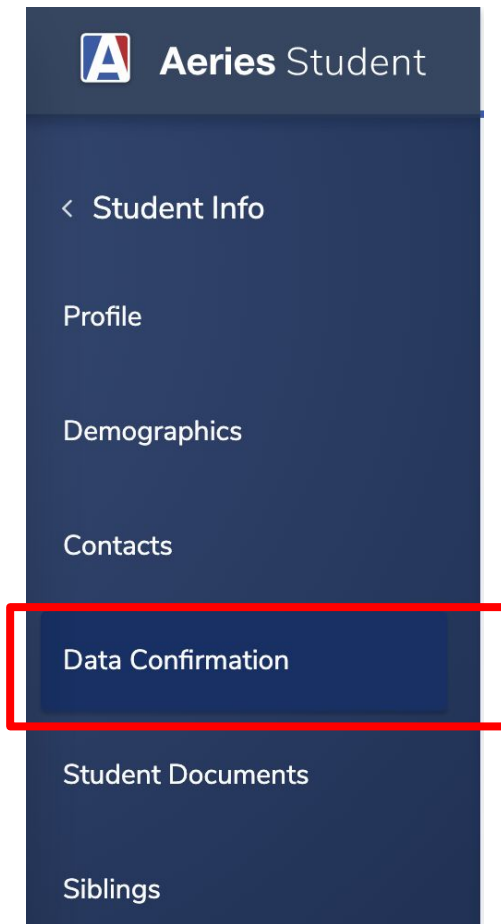 Aeries Student
< Student Info
Profile
Demographics
Contacts
Data Confirmation
Student Documents
Siblings